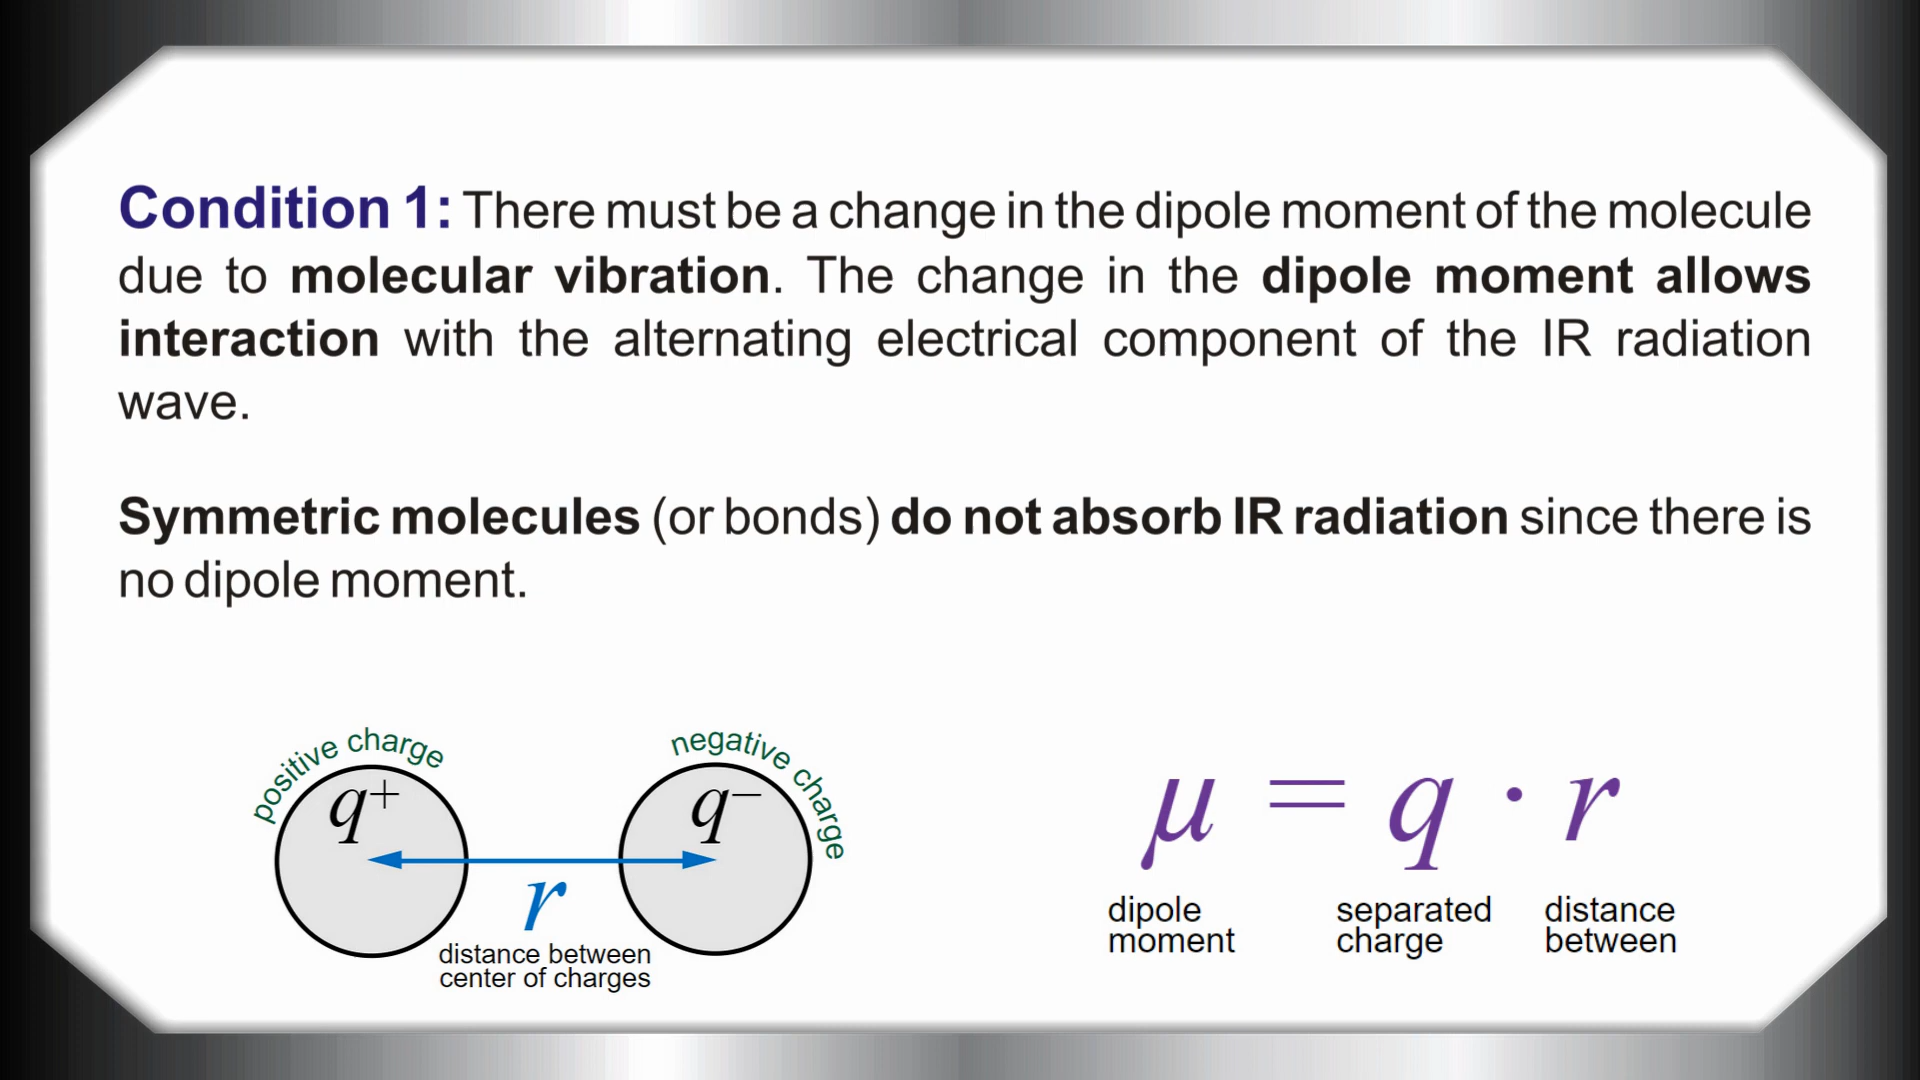 Condition 1: There must be a change in the dipole moment of the molecule
due to molecular vibration. The change in the dipole moment allows
interaction with the alternating electrical component of the IR radiation
wave.
Symmetric molecules (or bonds) do not absorb IR radiation since there is
no dipole moment.
positive charge
q+
negative charge
q−
r
distance between
center of charges
μ = q · r
dipole
moment
separated
charge
distance
between